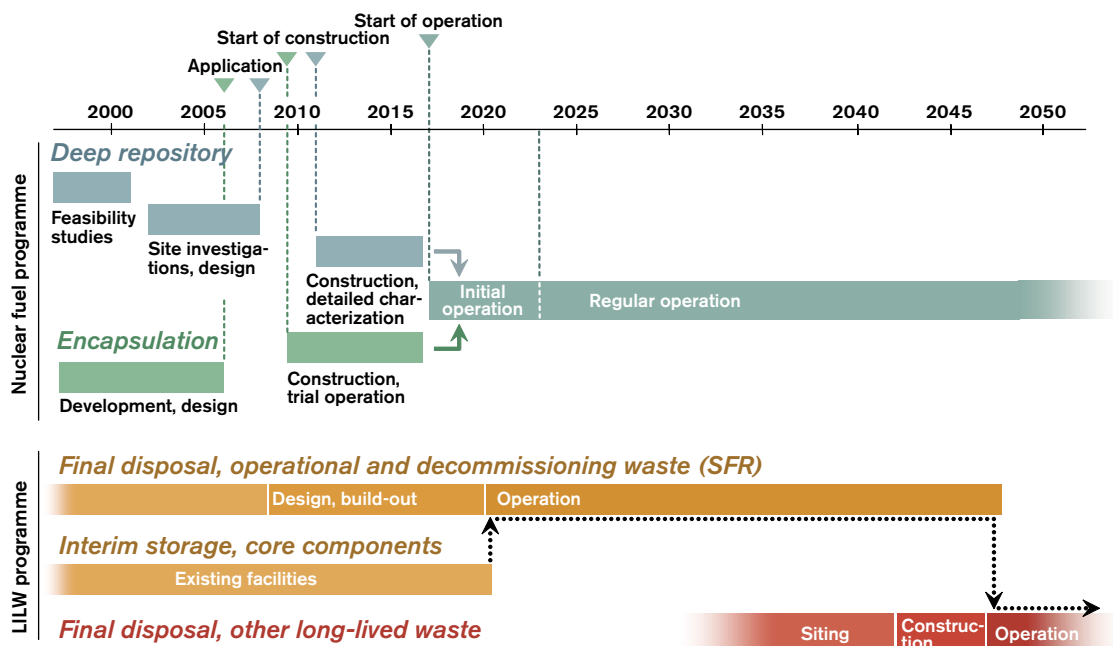 Start of operation
Start of construction
Application
2000 2005 2010 2015 2020 2025 2030 2035 2040 2045 2050
Nuclear fuel programme
Deep repository
Feasibility
studies
Site investiga-
tions, design
Construction,
detailed char-
acterization
Initial
operation
Regular operation
Encapsulation
Development, design
Construction,
trial operation
LILW programme
Final disposal, operational and decommissioning waste (SFR)
Design, build-out
Operation
Interim storage, core components
Existing facilities
Final disposal, other long-lived waste
Siting
Construc-
tion
Operation